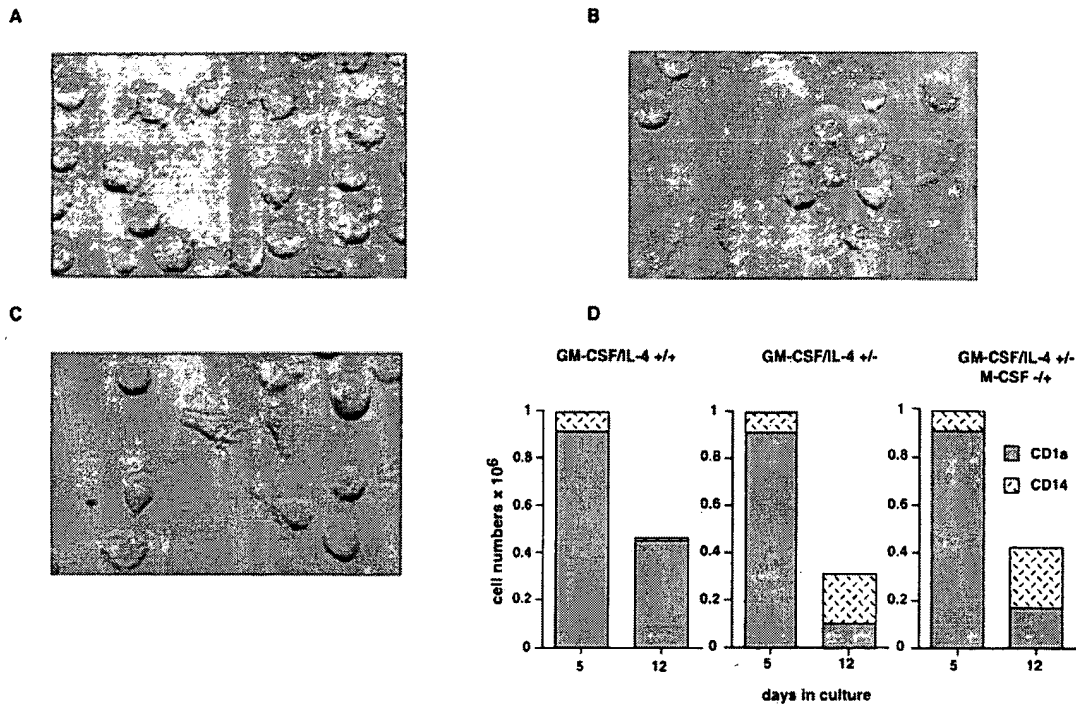 A
B
C
D
GM-CSF/IL-4 +/+
GM-CSF/IL-4 +/-
GM-CSF/IL-4 +/-
M-CSF -/+
cell numbers x 10⁶
1
0.8
0.6
0.4
0.2
0
5
12
1
0.8
0.6
0.4
0.2
0
5
12
1
0.8
0.6
0.4
0.2
0
5
12
CD1a
CD14
days in culture